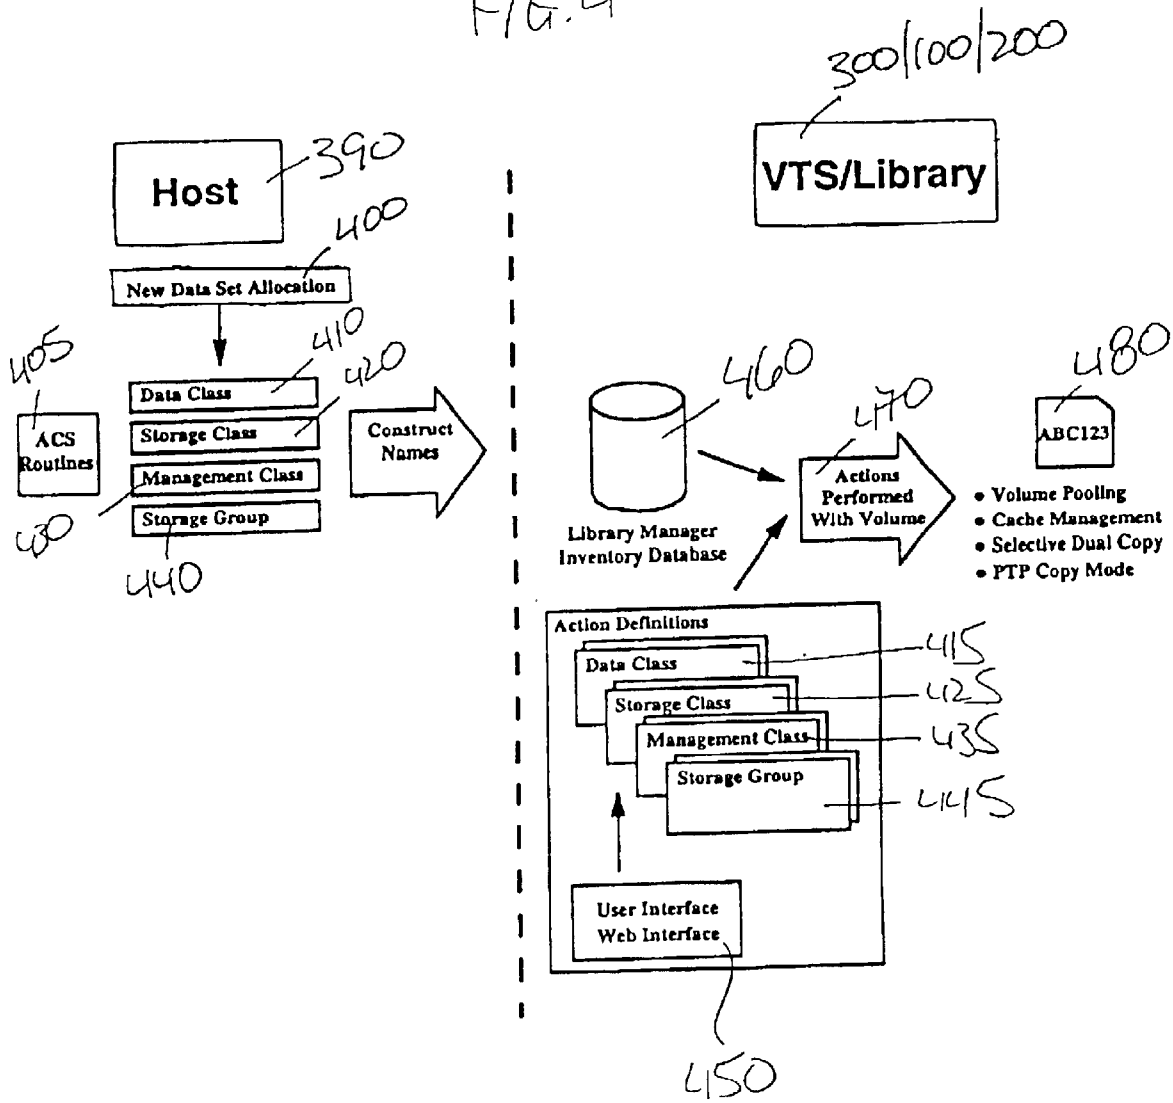 FIG. 4
300/100/200
Host
390
VTS/Library
400
New Data Set Allocation
405
410
420
Data Class
Storage Class
Management Class
Storage Group
ACS
Routines
430
440
Construct
Names
460
470
480
ABC123
Library Manager
Inventory Database
Actions
Performed
With Volume
• Volume Pooling
• Cache Management
• Selective Dual Copy
• PTP Copy Mode
Action Definitions
Data Class
415
Storage Class
425
Management Class
435
Storage Group
445
User Interface
Web Interface
450